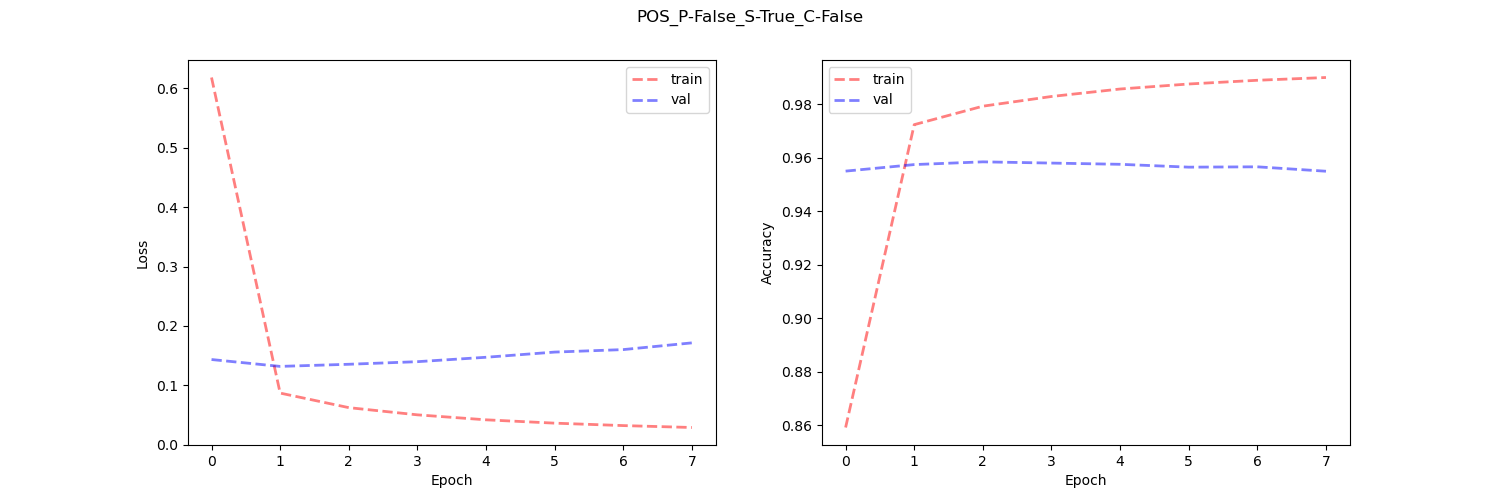 POS_P-False_S-True_C-False
train
val
0.6
0.5
0.4
0.3
0.2
0.1
0.0
Loss
0 1 2 3 4 5 6 7
Epoch
train
val
0.98
0.96
0.94
0.92
0.90
0.88
0.86
Accuracy
0 1 2 3 4 5 6 7
Epoch